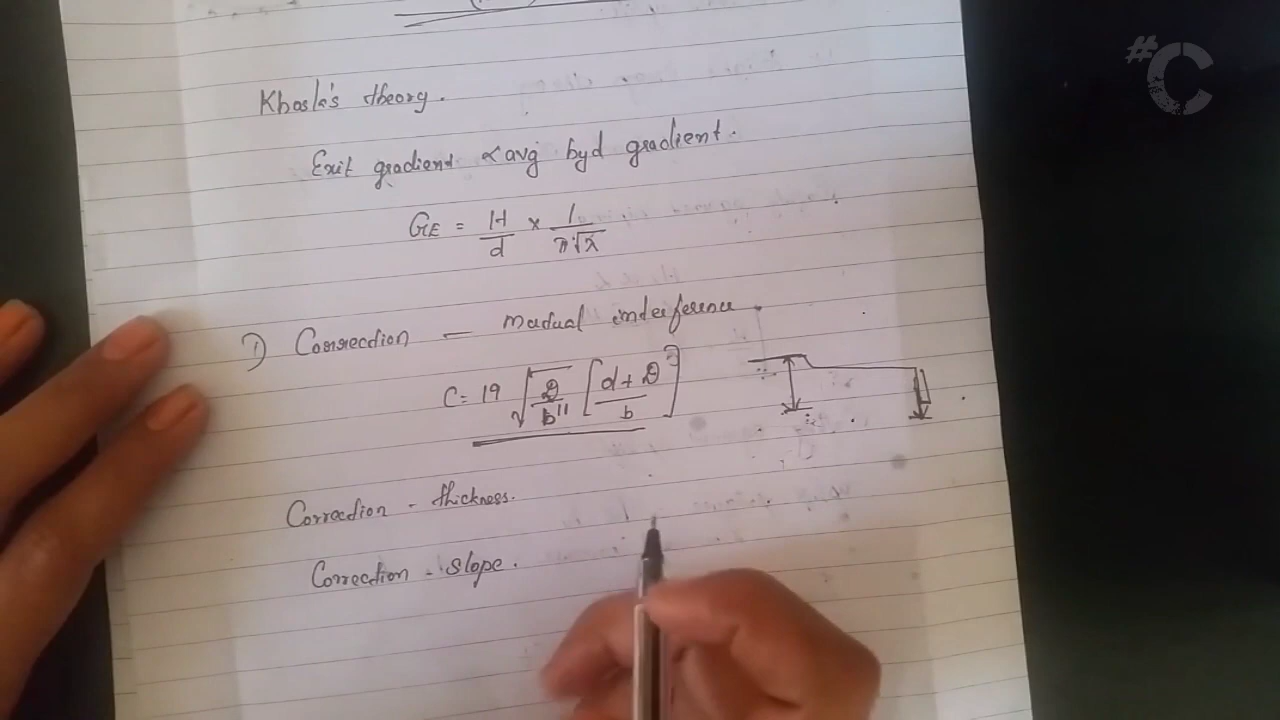 #C
Khosla's theory.
Exit gradient ∝ avg hyd gradient.
GE = H/d × 1/π√λ
1) Correction - Mutual interference
C = 19 √D/b" [d+D/b]
Correction - thickness.
Correction - slope.